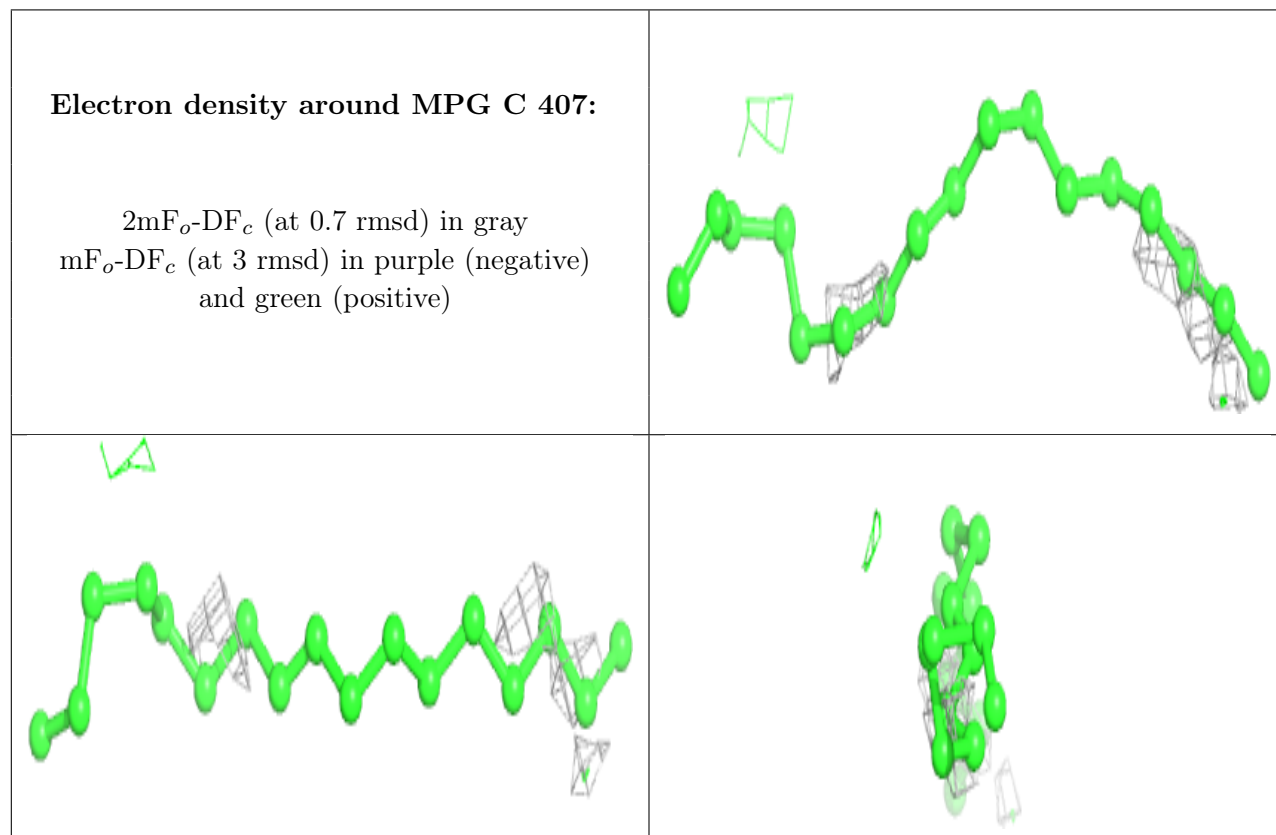 Electron density around MPG C 407:
2mFo-DFc (at 0.7 rmsd) in gray
mFo-DFc (at 3 rmsd) in purple (negative)
and green (positive)